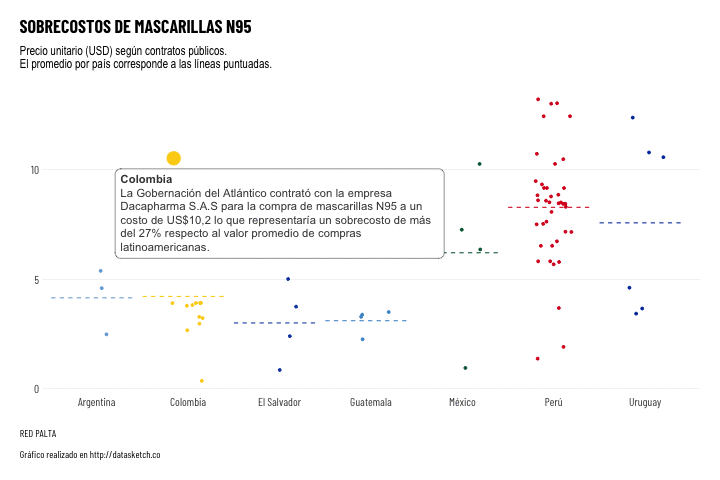 SOBRECOSTOS DE MASCARILLAS N95
Precio unitario (USD) según contratos públicos.
El promedio por país corresponde a las líneas puntuadas.
10
Colombia
La Gobernación del Atlántico contrató con la empresa
Dacapharma S.A.S para la compra de mascarillas N95 a un
costo de US$10,2 lo que representaría un sobrecosto de más
del 27% respecto al valor promedio de compras
latinoamericanas.
5
0
Argentina
Colombia
El Salvador
Guatemala
México
Perú
Uruguay
RED PALTA
Gráfico realizado en http://datasketch.co